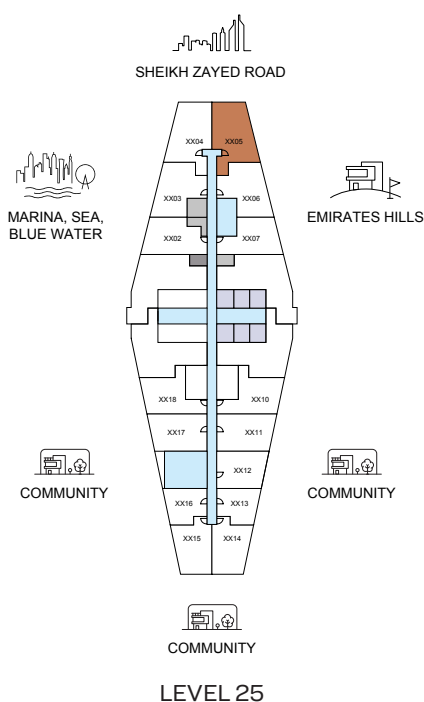 SHEIKH ZAYED ROAD
XX04
XX05
MARINA, SEA,
BLUE WATER
XX03
XX06
EMIRATES HILLS
XX02
XX07
XX18
XX10
XX17
XX11
COMMUNITY
XX12
COMMUNITY
XX16
XX13
XX15
XX14
COMMUNITY
LEVEL 25